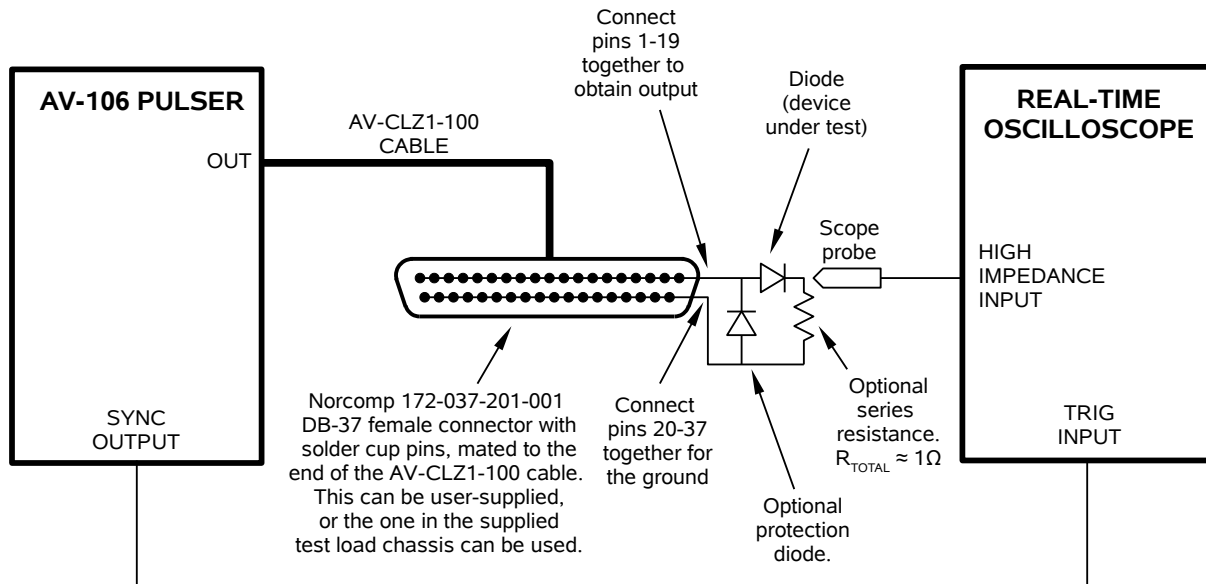 AV-106 PULSER
OUT
SYNC
OUTPUT
AV-CLZ1-100
CABLE
Connect
pins 1-19
together to
obtain output
Diode
(device
under test)
Scope
probe
REAL-TIME
OSCILLOSCOPE
HIGH
IMPEDANCE
INPUT
TRIG
INPUT
Norcomp 172-037-201-001
DB-37 female connector with
solder cup pins, mated to the
end of the AV-CLZ1-100 cable.
This can be user-supplied,
or the one in the supplied
test load chassis can be used.
Connect
pins 20-37
together for
the ground
Optional
protection
diode.
Optional
series
resistance.
R_TOTAL ≈ 1Ω